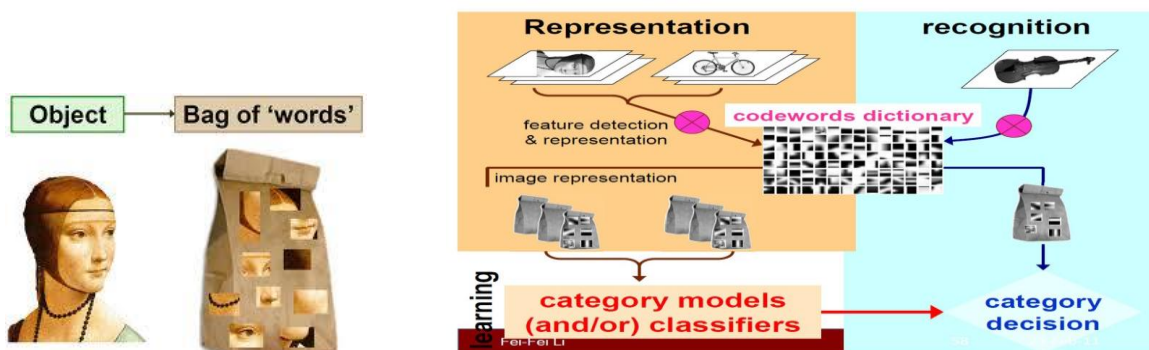 Object
Bag of ‘words’
Representation
recognition
feature detection
& representation
codewords dictionary
image representation
learning
category models
(and/or) classifiers
category
decision
Fei-Fei Li